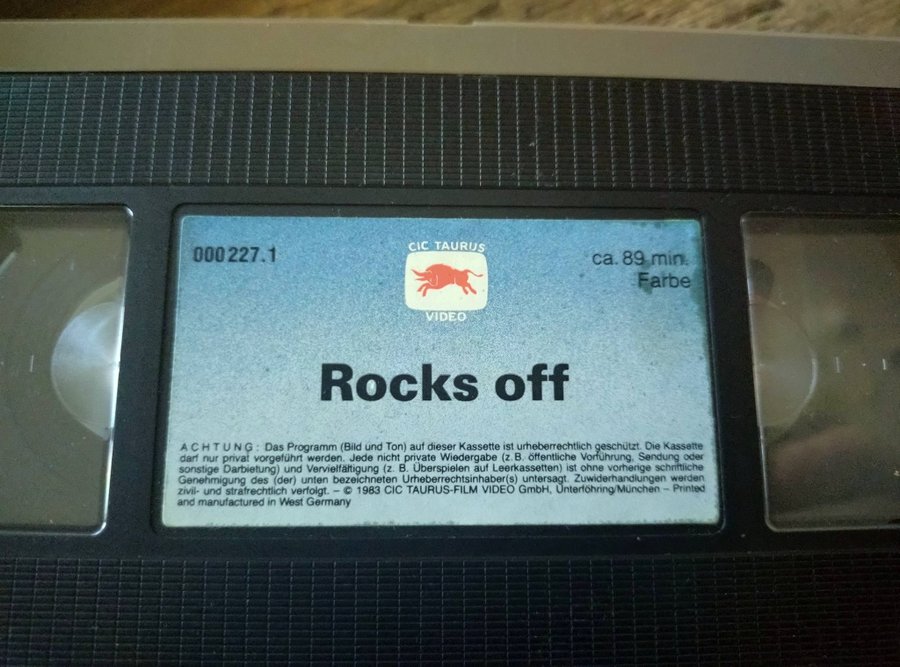 000227.1
CIC TAURUS
VIDEO
ca. 89 min.
Farbe
Rocks off
ACHTUNG: Das Programm (Bild und Ton) auf dieser Kassette ist urheberrechtlich geschützt. Die Kassette
darf nur privat vorgeführt werden. Jede nicht private Wiedergabe (z.B. öffentliche Vorführung, Sendung oder
sonstige Darbietung) und Vervielfältigung (z. B. Überspielen auf Leerkassetten) ist ohne vorherige schriftliche
Genehmigung des (der) unten bezeichneten Urheberrechtsinhaber(s) untersagt. Zuwiderhandlungen werden
zivil- und strafrechtlich verfolgt. – © 1983 CIC TAURUS-FILM VIDEO GmbH, Unterföhring/München – Printed
and manufactured in West Germany